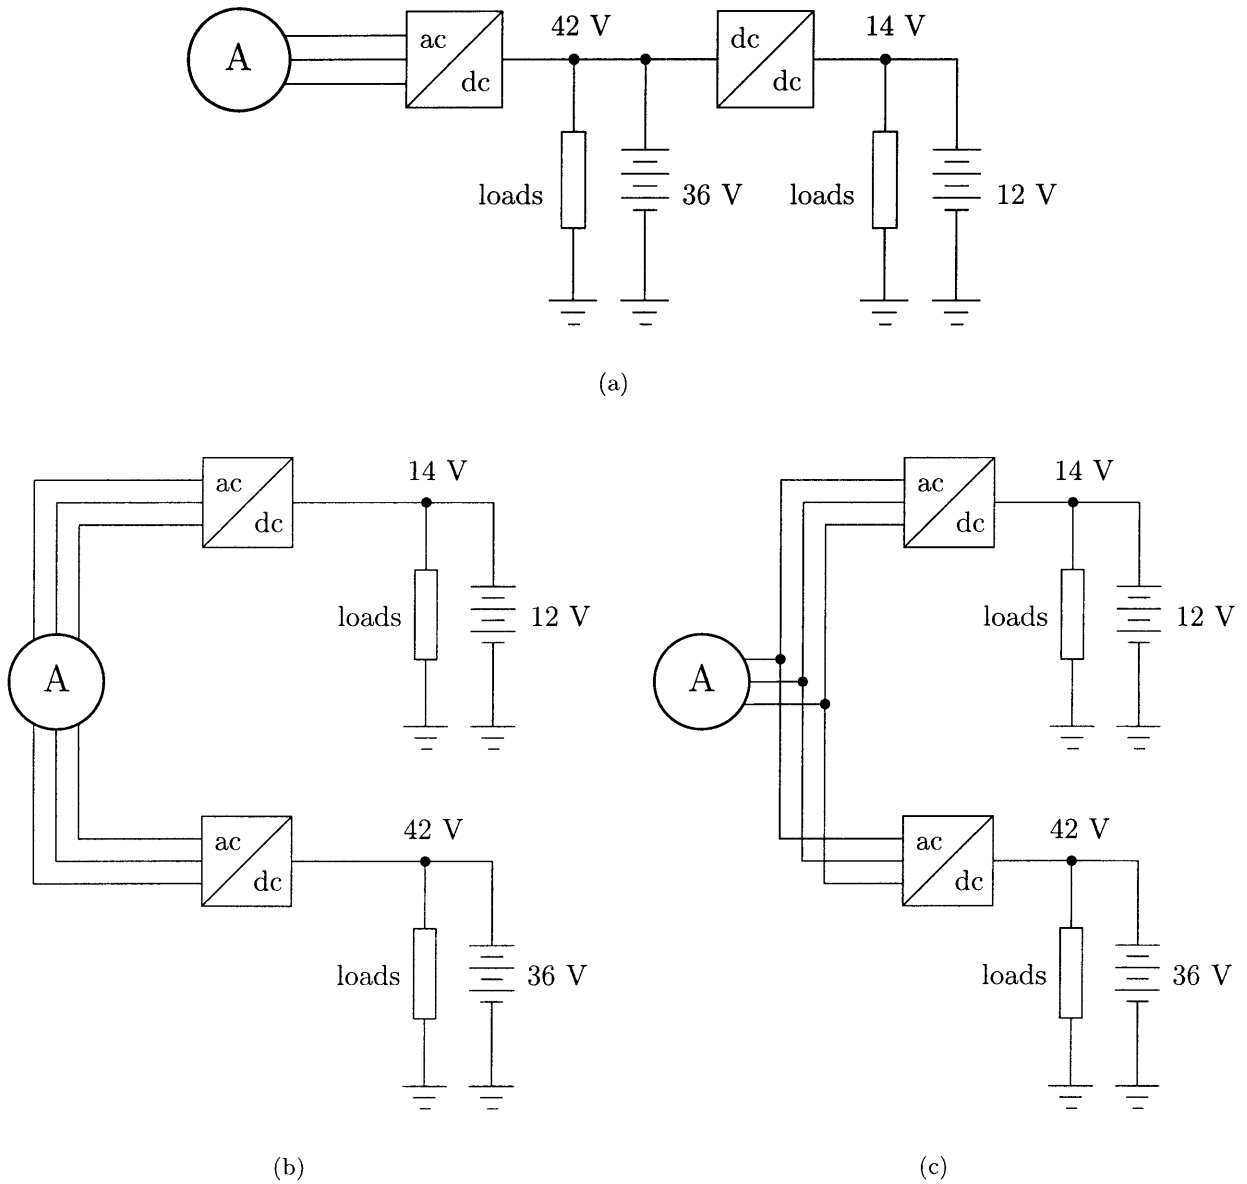 42 V 14 V
A ac dc dc dc
loads 36 V loads 12 V
(a)
14 V 14 V
ac dc ac dc
loads 12 V loads 12 V
A A
42 V 42 V
ac dc ac dc
loads 36 V loads 36 V
(b) (c)